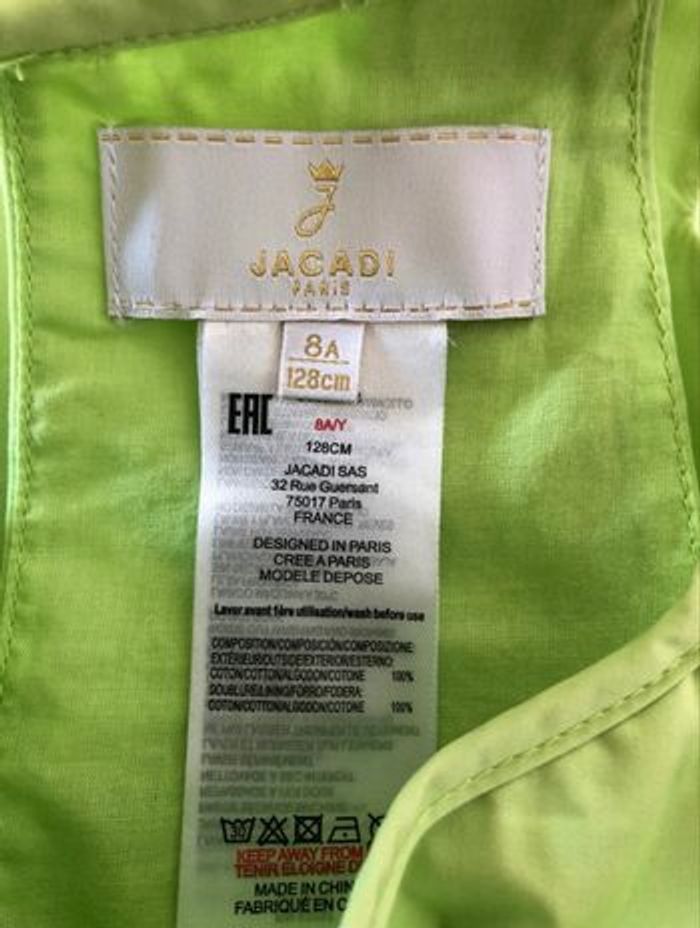 J
JACADI
PARIS
8A
128cm
EAC
8A/Y
128CM
JACADI SAS
32 Rue Guersant
75017 Paris
FRANCE
DESIGNED IN PARIS
CREE A PARIS
MODELE DEPOSE
Laver avant 1ère utilisation/wash before use
COMPOSITION/COMPOSICIÓN/COMPOSIZIONE:
EXTÉRIEUR/OUTSIDE/EXTERIOR/ESTERNO:
COTON/COTTON/ALGODON/COTONE 100%
DOUBLURE/LINING/FORRO/FODERA:
COTON/COTTON/ALGODON/COTONE 100%
30
KEEP AWAY FROM
TENIR ELOIGNE D
MADE IN CHIN
FABRIQUÉ EN C